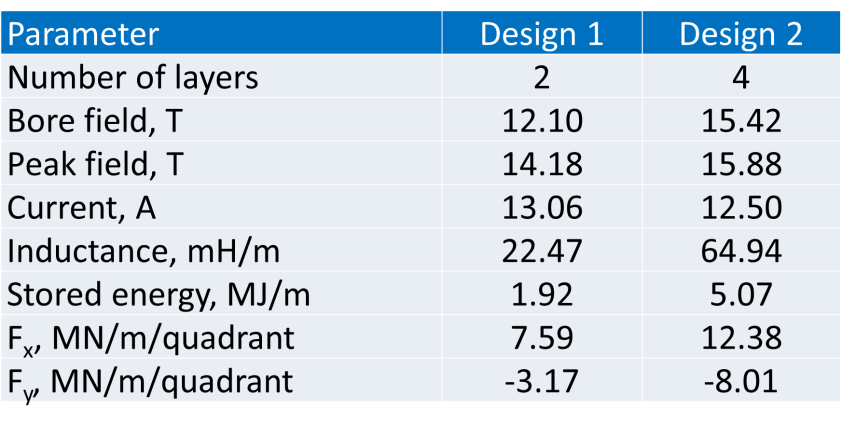 Parameter Design 1 Design 2
Number of layers 2 4
Bore field, T 12.10 15.42
Peak field, T 14.18 15.88
Current, A 13.06 12.50
Inductance, mH/m 22.47 64.94
Stored energy, MJ/m 1.92 5.07
Fx, MN/m/quadrant 7.59 12.38
Fy, MN/m/quadrant -3.17 -8.01